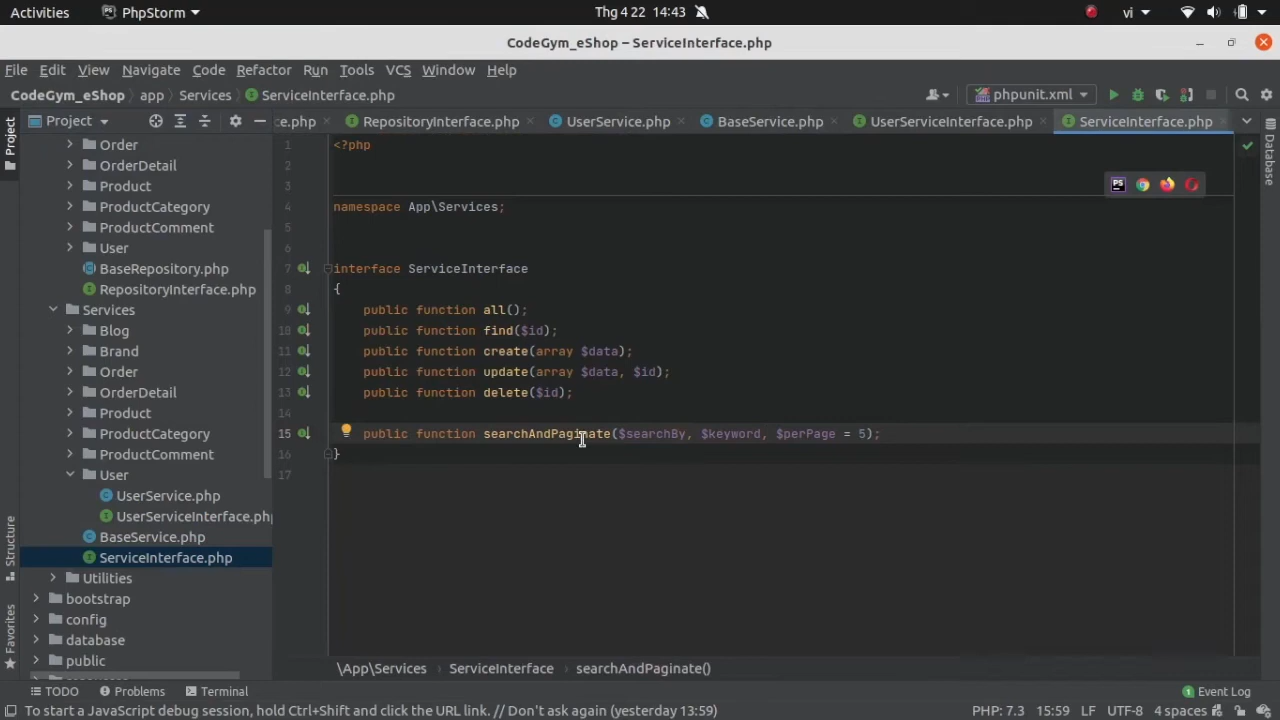 Activities
PhpStorm
Thg 4 22 14:43
vi
CodeGym_eShop – ServiceInterface.php
File Edit View Navigate Code Refactor Run Tools VCS Window Help
CodeGym_eShop app Services ServiceInterface.php
phpunit.xml
Project
ce.php RepositoryInterface.php UserService.php BaseService.php UserServiceInterface.php ServiceInterface.php
Project
Structure
Favorites
Database
Order
OrderDetail
Product
ProductCategory
ProductComment
User
BaseRepository.php
RepositoryInterface.php
Services
Blog
Brand
Order
OrderDetail
Product
ProductCategory
ProductComment
User
UserService.php
UserServiceInterface.php
BaseService.php
ServiceInterface.php
Utilities
bootstrap
config
database
public
1 <?php
2
3
PS
4 namespace App\Services;
5
6
7 interface ServiceInterface
8 {
9 public function all();
10 public function find($id);
11 public function create(array $data);
12 public function update(array $data, $id);
13 public function delete($id);
14
15 public function searchAndPaginate($searchBy, $keyword, $perPage = 5);
16 }
17
\App\Services ServiceInterface searchAndPaginate()
TODO Problems Terminal Event Log
To start a JavaScript debug session, hold Ctrl+Shift and click the URL link. // Don't ask again (yesterday 13:59) PHP: 7.3 15:59 LF UTF-8 4 spaces